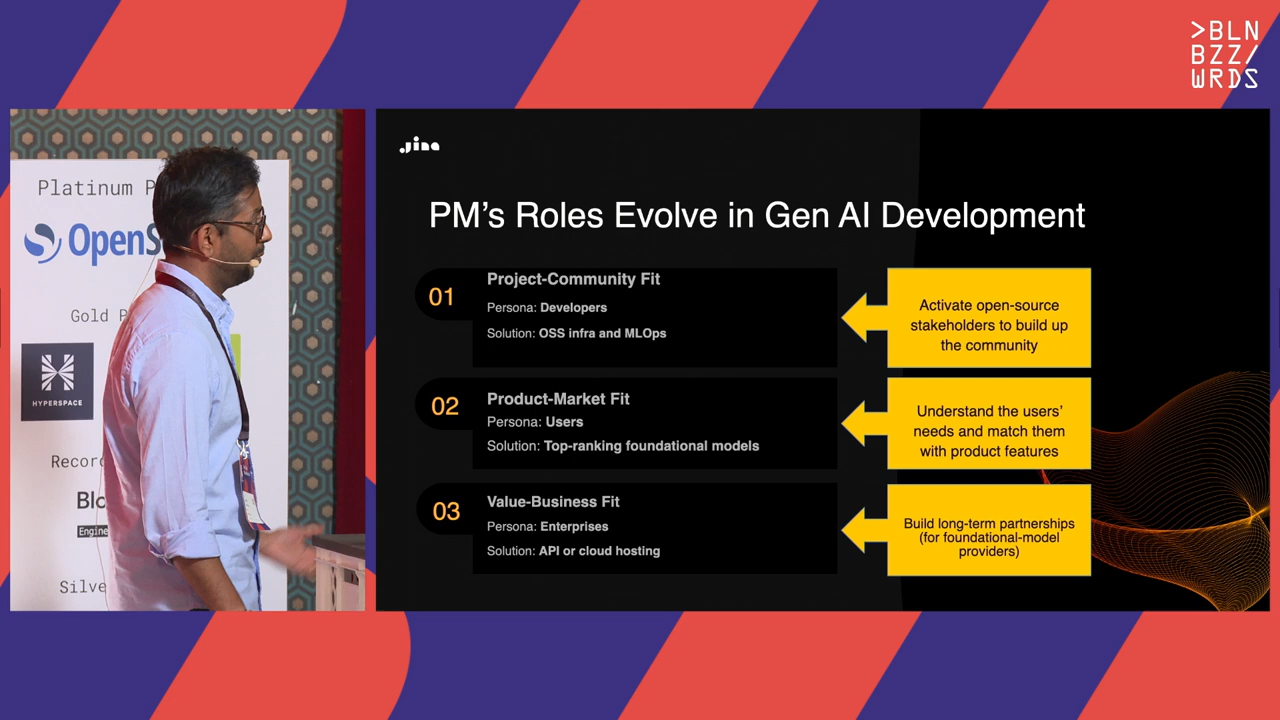 >BLN
BZZ/
WRDS
Platinum P
OpenS
Gold P
HYPERSPACE
Recor
Blo
Engine
Silve
.jina
PM's Roles Evolve in Gen AI Development
01
Project-Community Fit
Persona: Developers
Solution: OSS infra and MLOps
Activate open-source
stakeholders to build up
the community
02
Product-Market Fit
Persona: Users
Solution: Top-ranking foundational models
Understand the users'
needs and match them
with product features
03
Value-Business Fit
Persona: Enterprises
Solution: API or cloud hosting
Build long-term partnerships
(for foundational-model
providers)